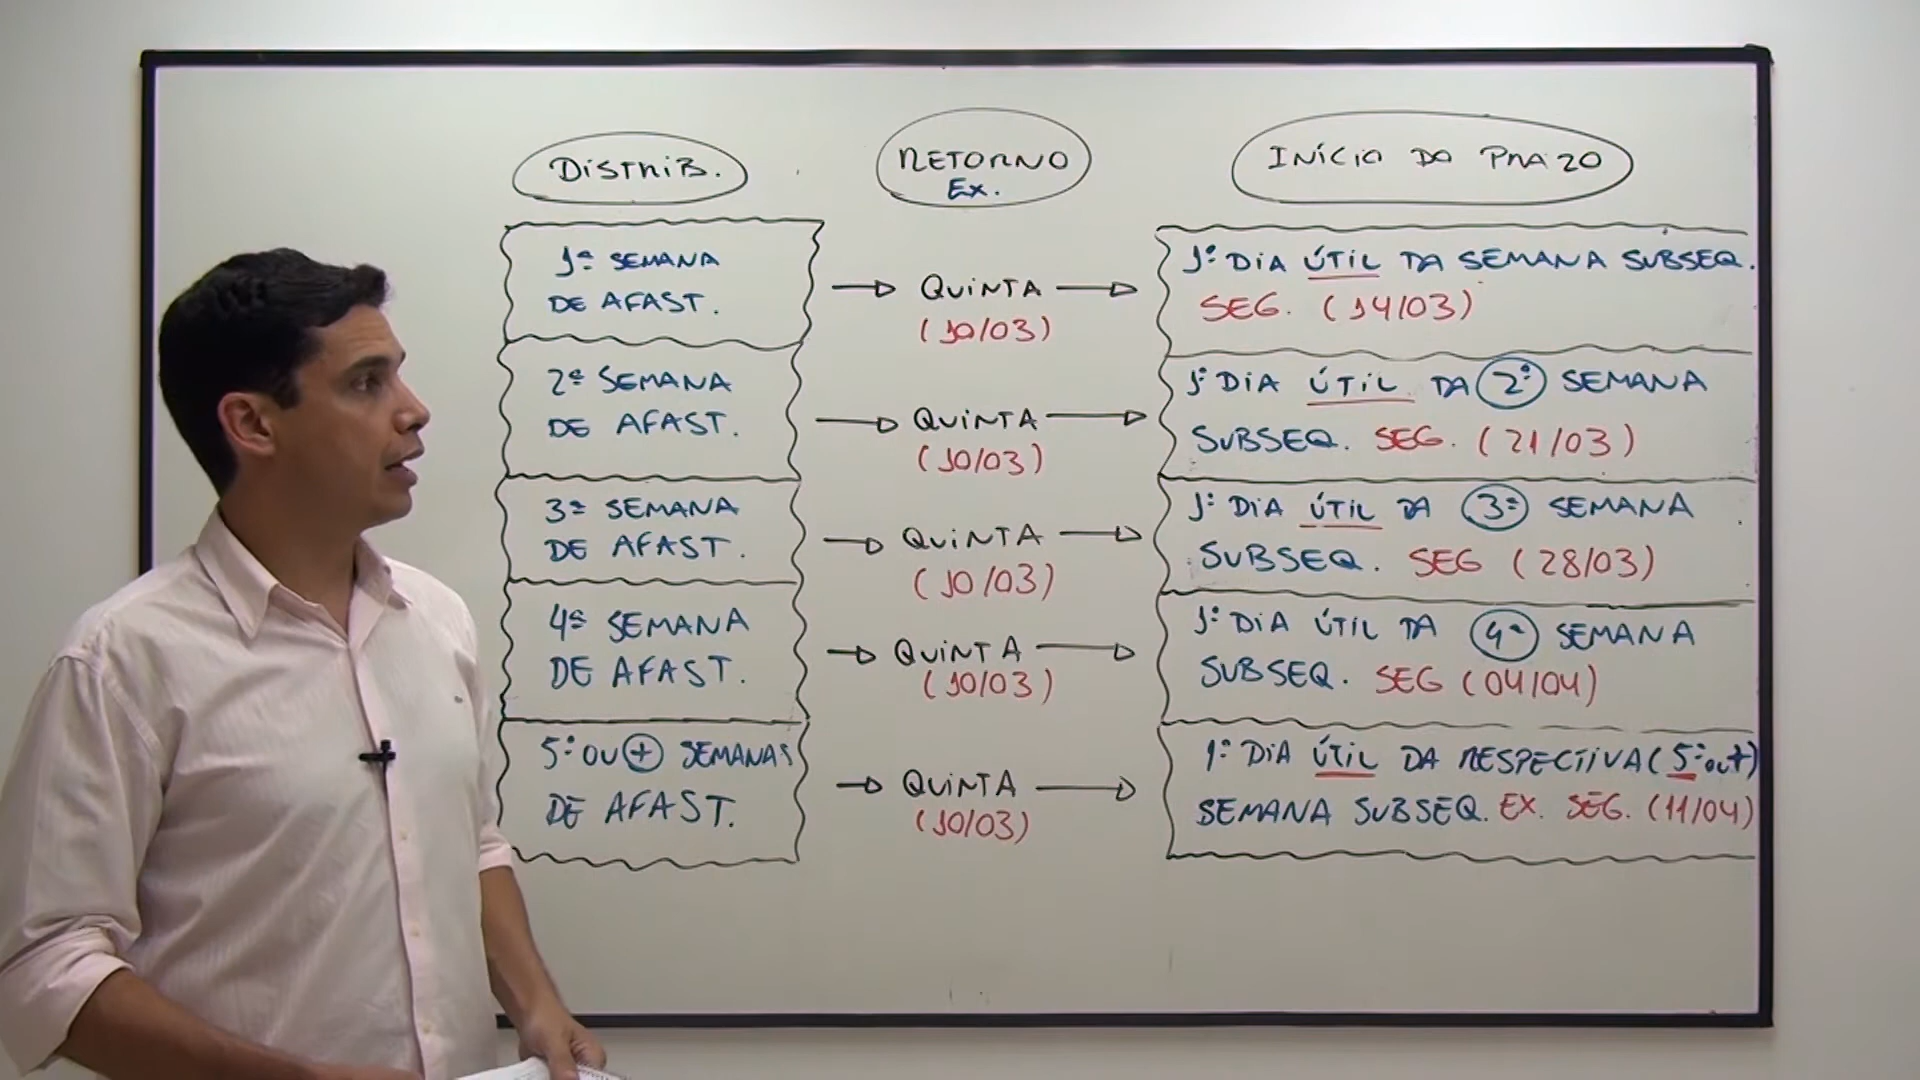 DISTRIB.
RETORNO
EX.
INÍCIO DO PRAZO
1ª SEMANA
DE AFAST.
QUINTA
(10/03)
1º DIA ÚTIL DA SEMANA SUBSEQ.
SEG. (14/03)
2ª SEMANA
DE AFAST.
QUINTA
(10/03)
1º DIA ÚTIL DA 2ª SEMANA
SUBSEQ. SEG. (21/03)
3ª SEMANA
DE AFAST.
QUINTA
(10/03)
1º DIA ÚTIL DA 3ª SEMANA
SUBSEQ. SEG (28/03)
4ª SEMANA
DE AFAST.
QUINTA
(10/03)
1º DIA ÚTIL DA 4ª SEMANA
SUBSEQ. SEG (04/04)
5ª OU + SEMANAS
DE AFAST.
QUINTA
(10/03)
1º DIA ÚTIL DA RESPECTIVA (5ª OU +)
SEMANA SUBSEQ. EX. SEG. (11/04)